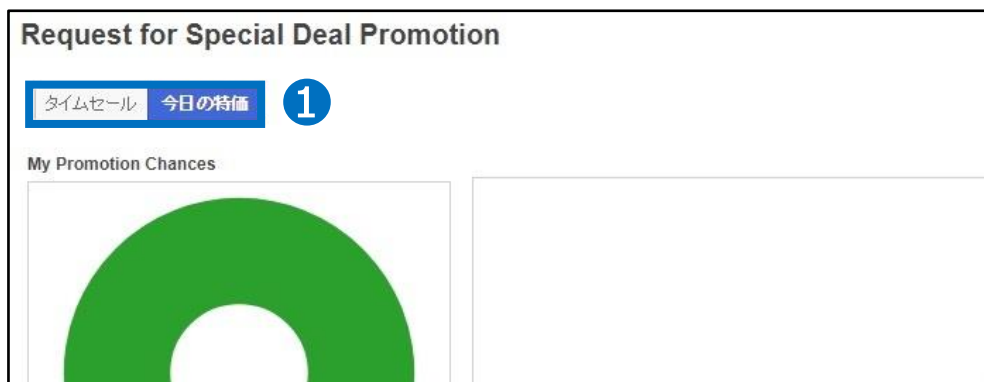 Request for Special Deal Promotion
タイムセール 今日の特価 1
My Promotion Chances